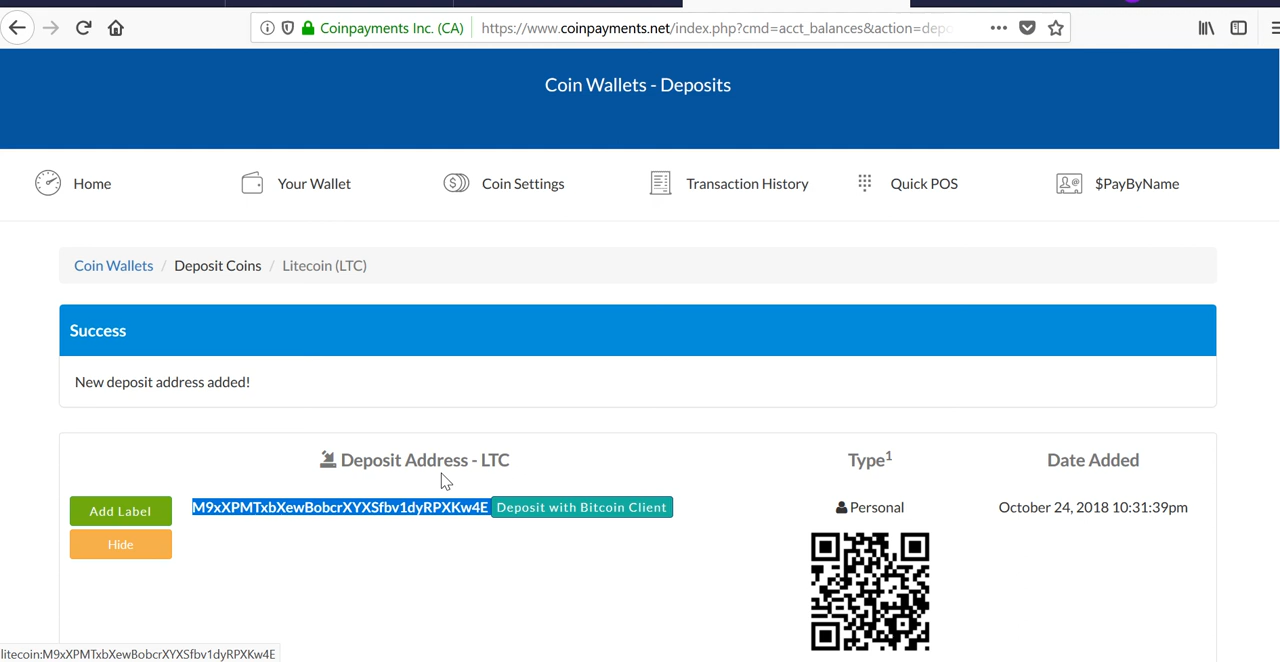 Coinpayments Inc. (CA) https://www.coinpayments.net/index.php?cmd=acct_balances&action=depo
Coin Wallets - Deposits
Home Your Wallet Coin Settings Transaction History Quick POS $PayByName
Coin Wallets / Deposit Coins / Litecoin (LTC)
Success
New deposit address added!
Deposit Address - LTC Type1 Date Added
Add Label M9xXPMTxbXewBobcrXYXSfbv1dyRPXKw4E Deposit with Bitcoin Client Personal October 24, 2018 10:31:39pm
Hide
litecoin:M9xXPMTxbXewBobcrXYXSfbv1dyRPXKw4E